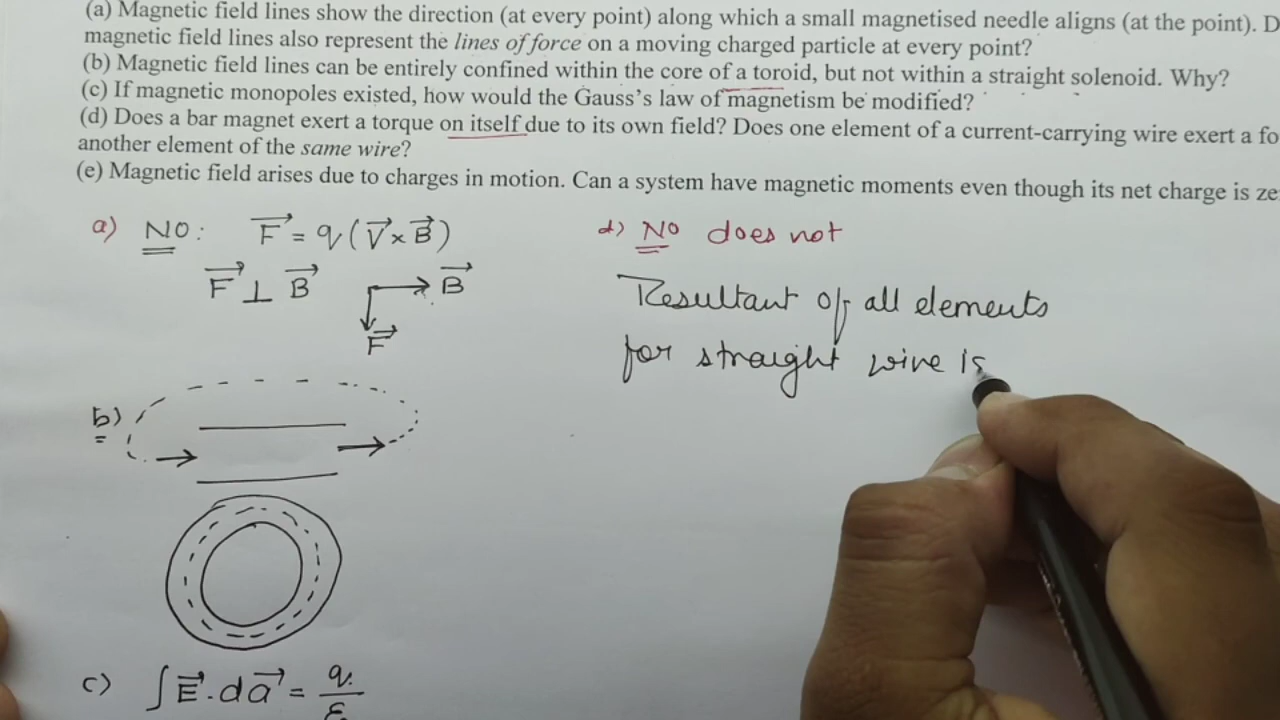 (a) Magnetic field lines show the direction (at every point) along which a small magnetised needle aligns (at the point). D
magnetic field lines also represent the lines of force on a moving charged particle at every point?
(b) Magnetic field lines can be entirely confined within the core of a toroid, but not within a straight solenoid. Why?
(c) If magnetic monopoles existed, how would the Gauss's law of magnetism be modified?
(d) Does a bar magnet exert a torque on itself due to its own field? Does one element of a current-carrying wire exert a fo
another element of the same wire?
(e) Magnetic field arises due to charges in motion. Can a system have magnetic moments even though its net charge is ze
a) NO: F⃗ = q(V⃗ × B⃗)
F⃗ ⊥ B⃗
B⃗
F⃗
b)
c) ∫E⃗.da⃗ = q/ε
d) No does not
Resultant of all elements
for straight wire is